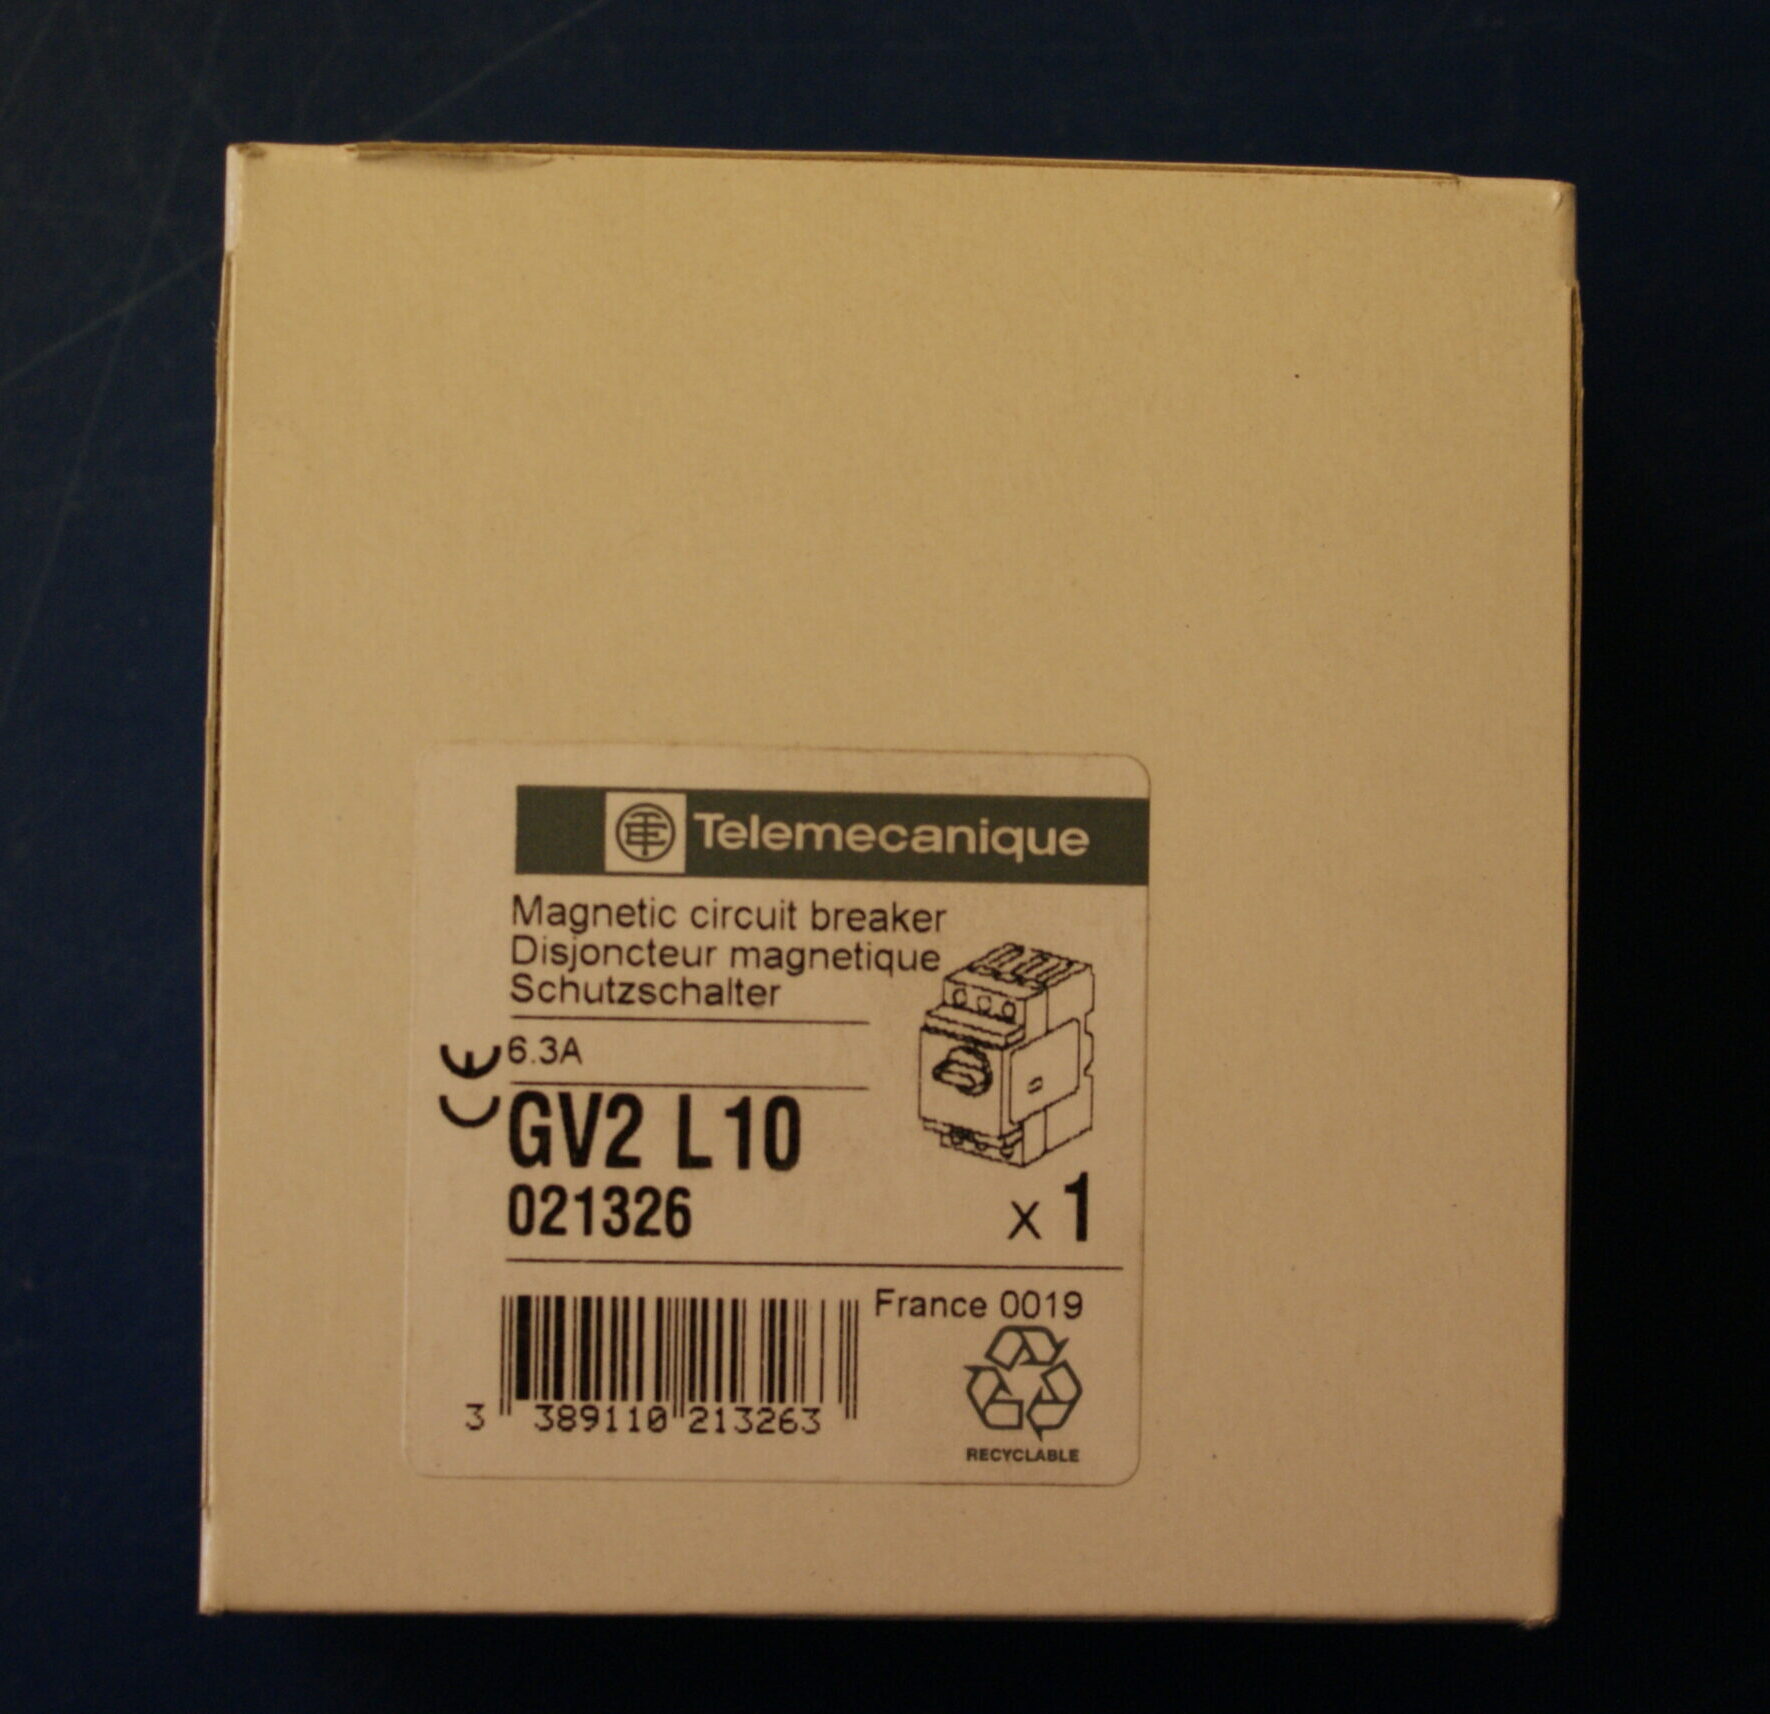 Telemecanique
Magnetic circuit breaker
Disjoncteur magnetique
Schutzschalter
CE 6.3A
GV2 L10
021326
x 1
France 0019
3 389110 213263
RECYCLABLE